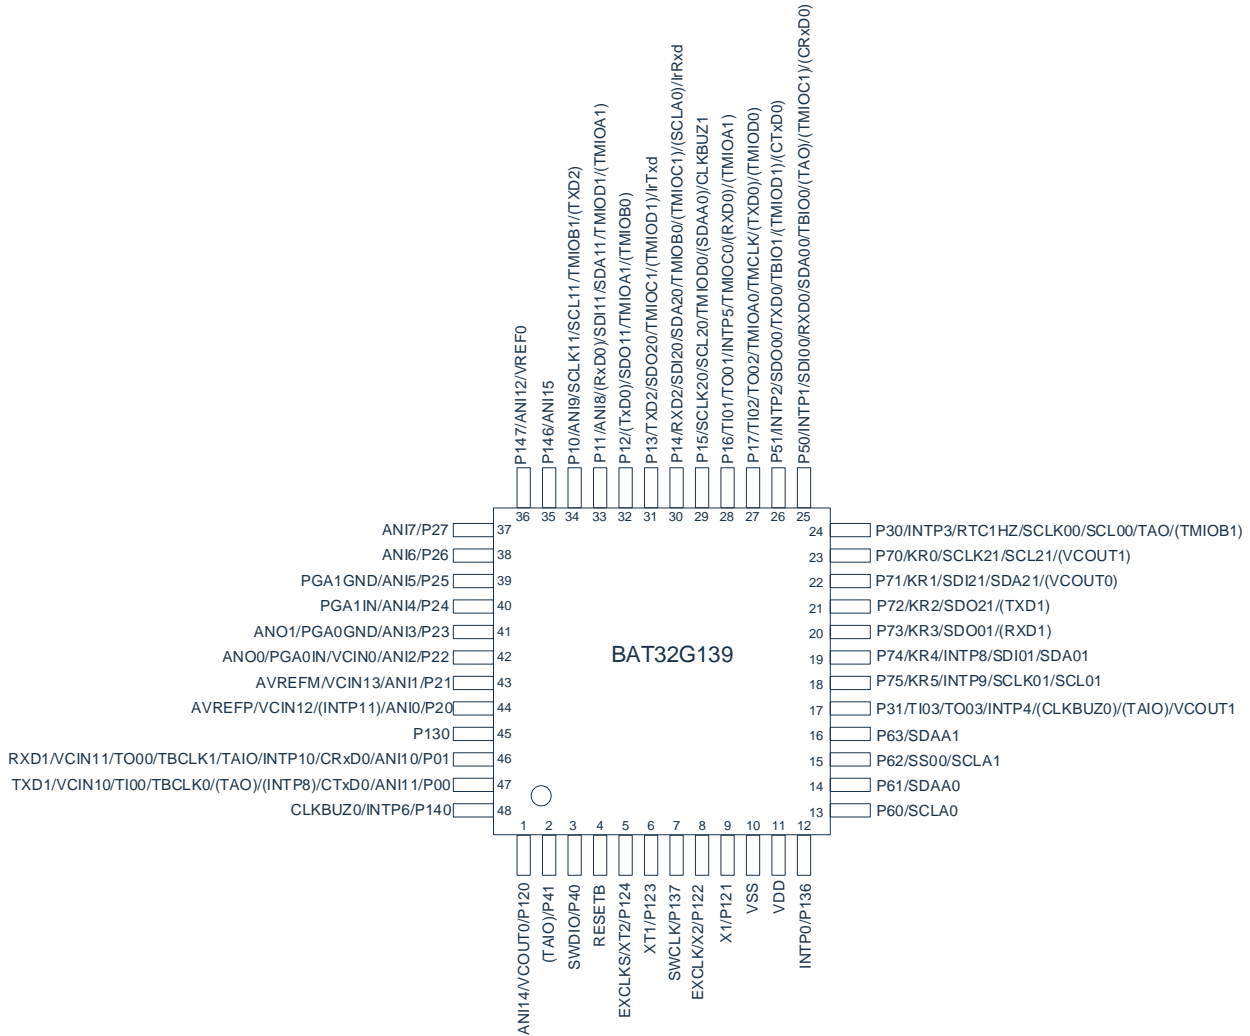 P147/ANI12/VREF0
P146/ANI15
P10/ANI9/SCLK11/SCL11/TMIOB1/(TXD2)
P11/ANI8/(RxD0)/SDI11/SDA11/TMIOD1/(TMIOA1)
P12/(TxD0)/SDO11/TMIOA1/(TMIOB0)
P13/TXD2/SDO20/TMIOC1/(TMIOD1)/IrTxd
P14/RXD2/SDI20/SDA20/TMIOB0/(TMIOC1)/(SCLA0)/IrRxd
P15/SCLK20/SCL20/TMIOD0/(SDAA0)/CLKBUZ1
P16/TI01/TO01/INTP5/TMIOC0/(RXD0)/(TMIOA1)
P17/TI02/TO02/TMIOA0/TMCLK/(TXD0)/(TMIOD0)
P51/INTP2/SDO00/TXD0/TBIO1/(TMIOD1)/(CTxD0)
P50/INTP1/SDI00/RXD0/SDA00/TBIO0/(TAO)/(TMIOC1)/(CRxD0)
36 35 34 33 32 31 30 29 28 27 26 25
ANI7/P27 37
ANI6/P26 38
PGA1GND/ANI5/P25 39
PGA1IN/ANI4/P24 40
ANO1/PGA0GND/ANI3/P23 41
ANO0/PGA0IN/VCIN0/ANI2/P22 42
AVREFM/VCIN13/ANI1/P21 43
AVREFP/VCIN12/(INTP11)/ANI0/P20 44
P130 45
RXD1/VCIN11/TO00/TBCLK1/TAIO/INTP10/CRxD0/ANI10/P01 46
TXD1/VCIN10/TI00/TBCLK0/(TAO)/(INTP8)/CTxD0/ANI11/P00 47
CLKBUZ0/INTP6/P140 48
BAT32G139
24 P30/INTP3/RTC1HZ/SCLK00/SCL00/TAO/(TMIOB1)
23 P70/KR0/SCLK21/SCL21/(VCOUT1)
22 P71/KR1/SDI21/SDA21/(VCOUT0)
21 P72/KR2/SDO21/(TXD1)
20 P73/KR3/SDO01/(RXD1)
19 P74/KR4/INTP8/SDI01/SDA01
18 P75/KR5/INTP9/SCLK01/SCL01
17 P31/TI03/TO03/INTP4/(CLKBUZ0)/(TAIO)/VCOUT1
16 P63/SDAA1
15 P62/SS00/SCLA1
14 P61/SDAA0
13 P60/SCLA0
1 2 3 4 5 6 7 8 9 10 11 12
ANI14/VCOUT0/P120
(TAIO)/P41
SWDIO/P40
RESETB
EXCLKS/XT2/P124
XT1/P123
SWCLK/P137
EXCLK/X2/P122
X1/P121
VSS
VDD
INTP0/P136